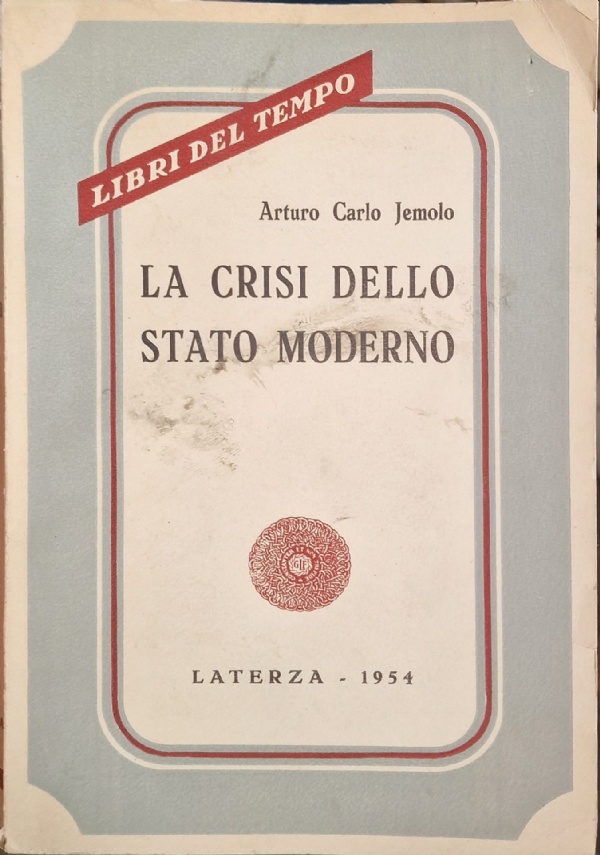 LIBRI DEL TEMPO
Arturo Carlo Jemolo
LA CRISI DELLO
STATO MODERNO
LATERZA - 1954